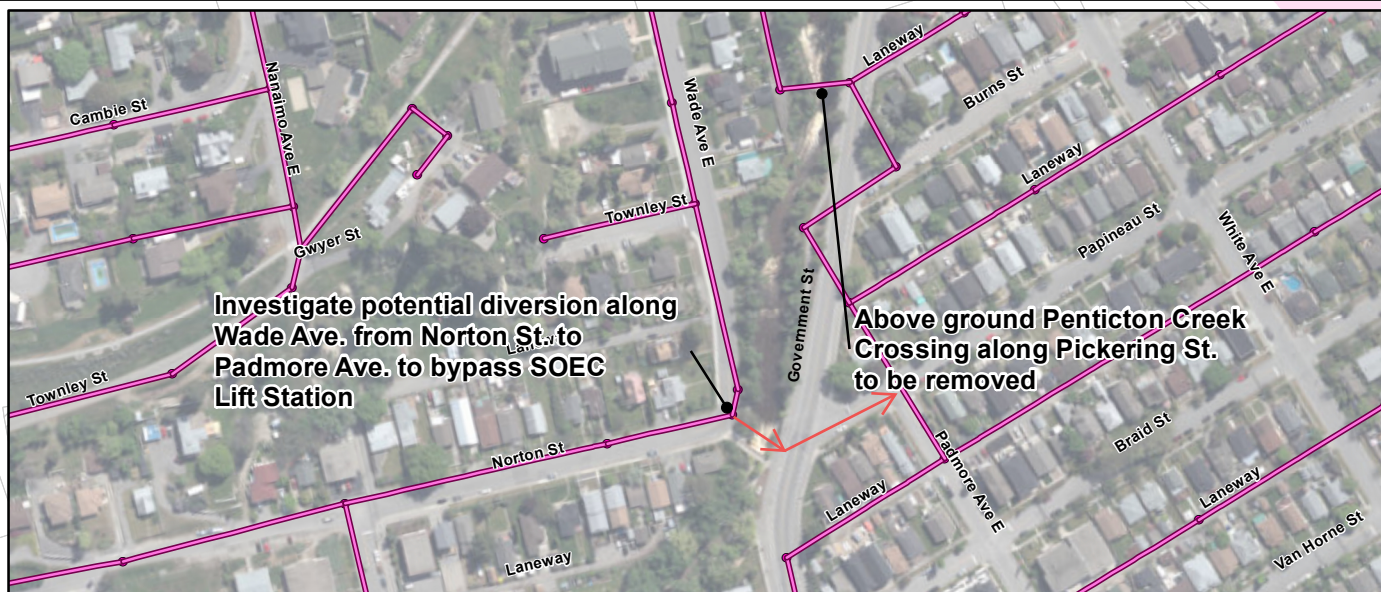 Laneway
Cambie St
Nanaimo Ave E
Wade Ave E
Burns St
Laneway
Townley St
Gwyer St
Papineau St
White Ave E
Government St
Investigate potential diversion along
Wade Ave. from Norton St. to
Padmore Ave. to bypass SOEC
Lift Station
Above ground Penticton Creek
Crossing along Pickering St.
to be removed
Townley St
Norton St
Padmore Ave E
Braid St
Laneway
Laneway
Laneway
Van Horne St